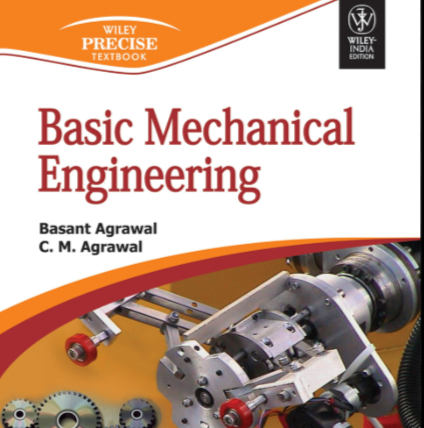 WILEY
PRECISE
TEXTBOOK
WILEY-
INDIA
EDITION
Basic Mechanical
Engineering
Basant Agrawal
C. M. Agrawal